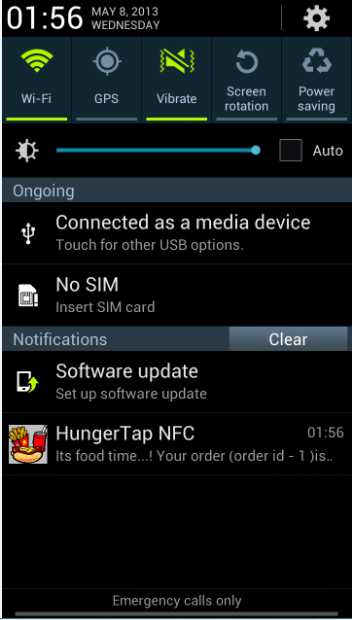 01:56 MAY 8, 2013
WEDNESDAY
Wi-Fi
GPS
Vibrate
Screen
rotation
Power
saving
Auto
Ongoing
Connected as a media device
Touch for other USB options.
No SIM
Insert SIM card
Notifications
Clear
Software update
Set up software update
HungerTap NFC 01:56
Its food time...! Your order (order id - 1 )is..
Emergency calls only